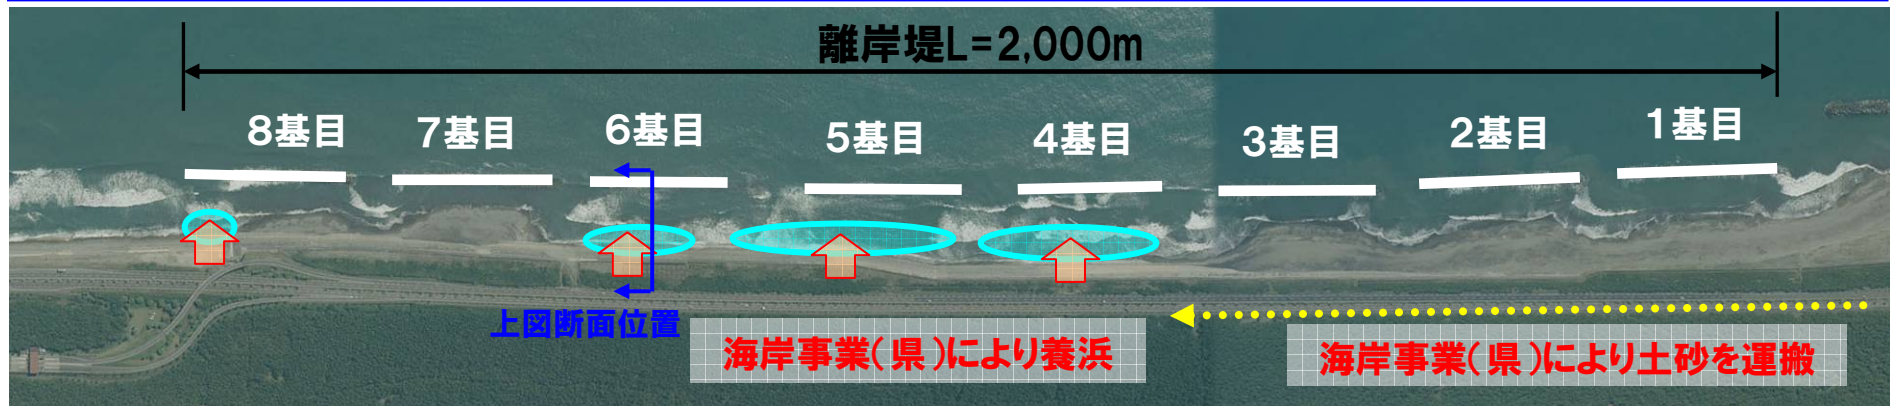 離岸堤L=2,000m
8基目
7基目
6基目
5基目
4基目
3基目
2基目
1基目
上図断面位置
海岸事業(県)により養浜
海岸事業(県)により土砂を運搬